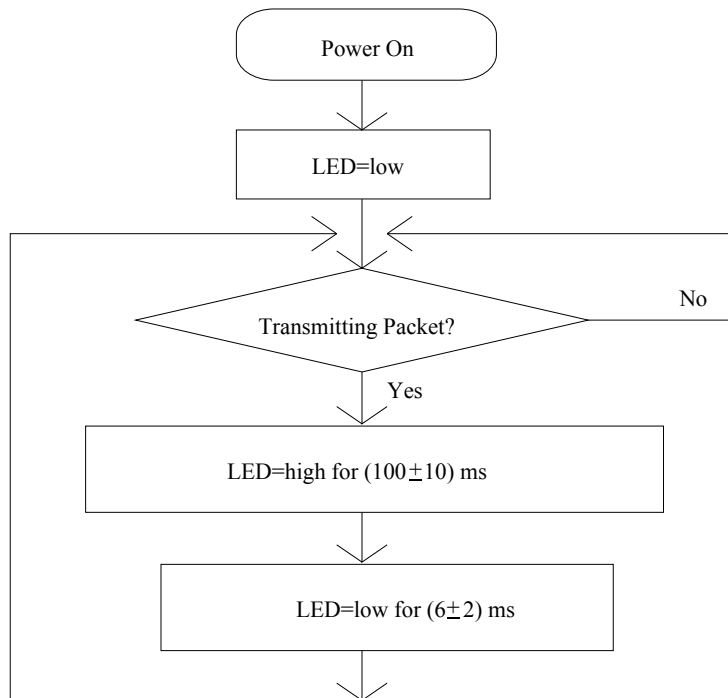 Power On
LED=low
Transmitting Packet?
No
Yes
LED=high for (100±10) ms
LED=low for (6±2) ms